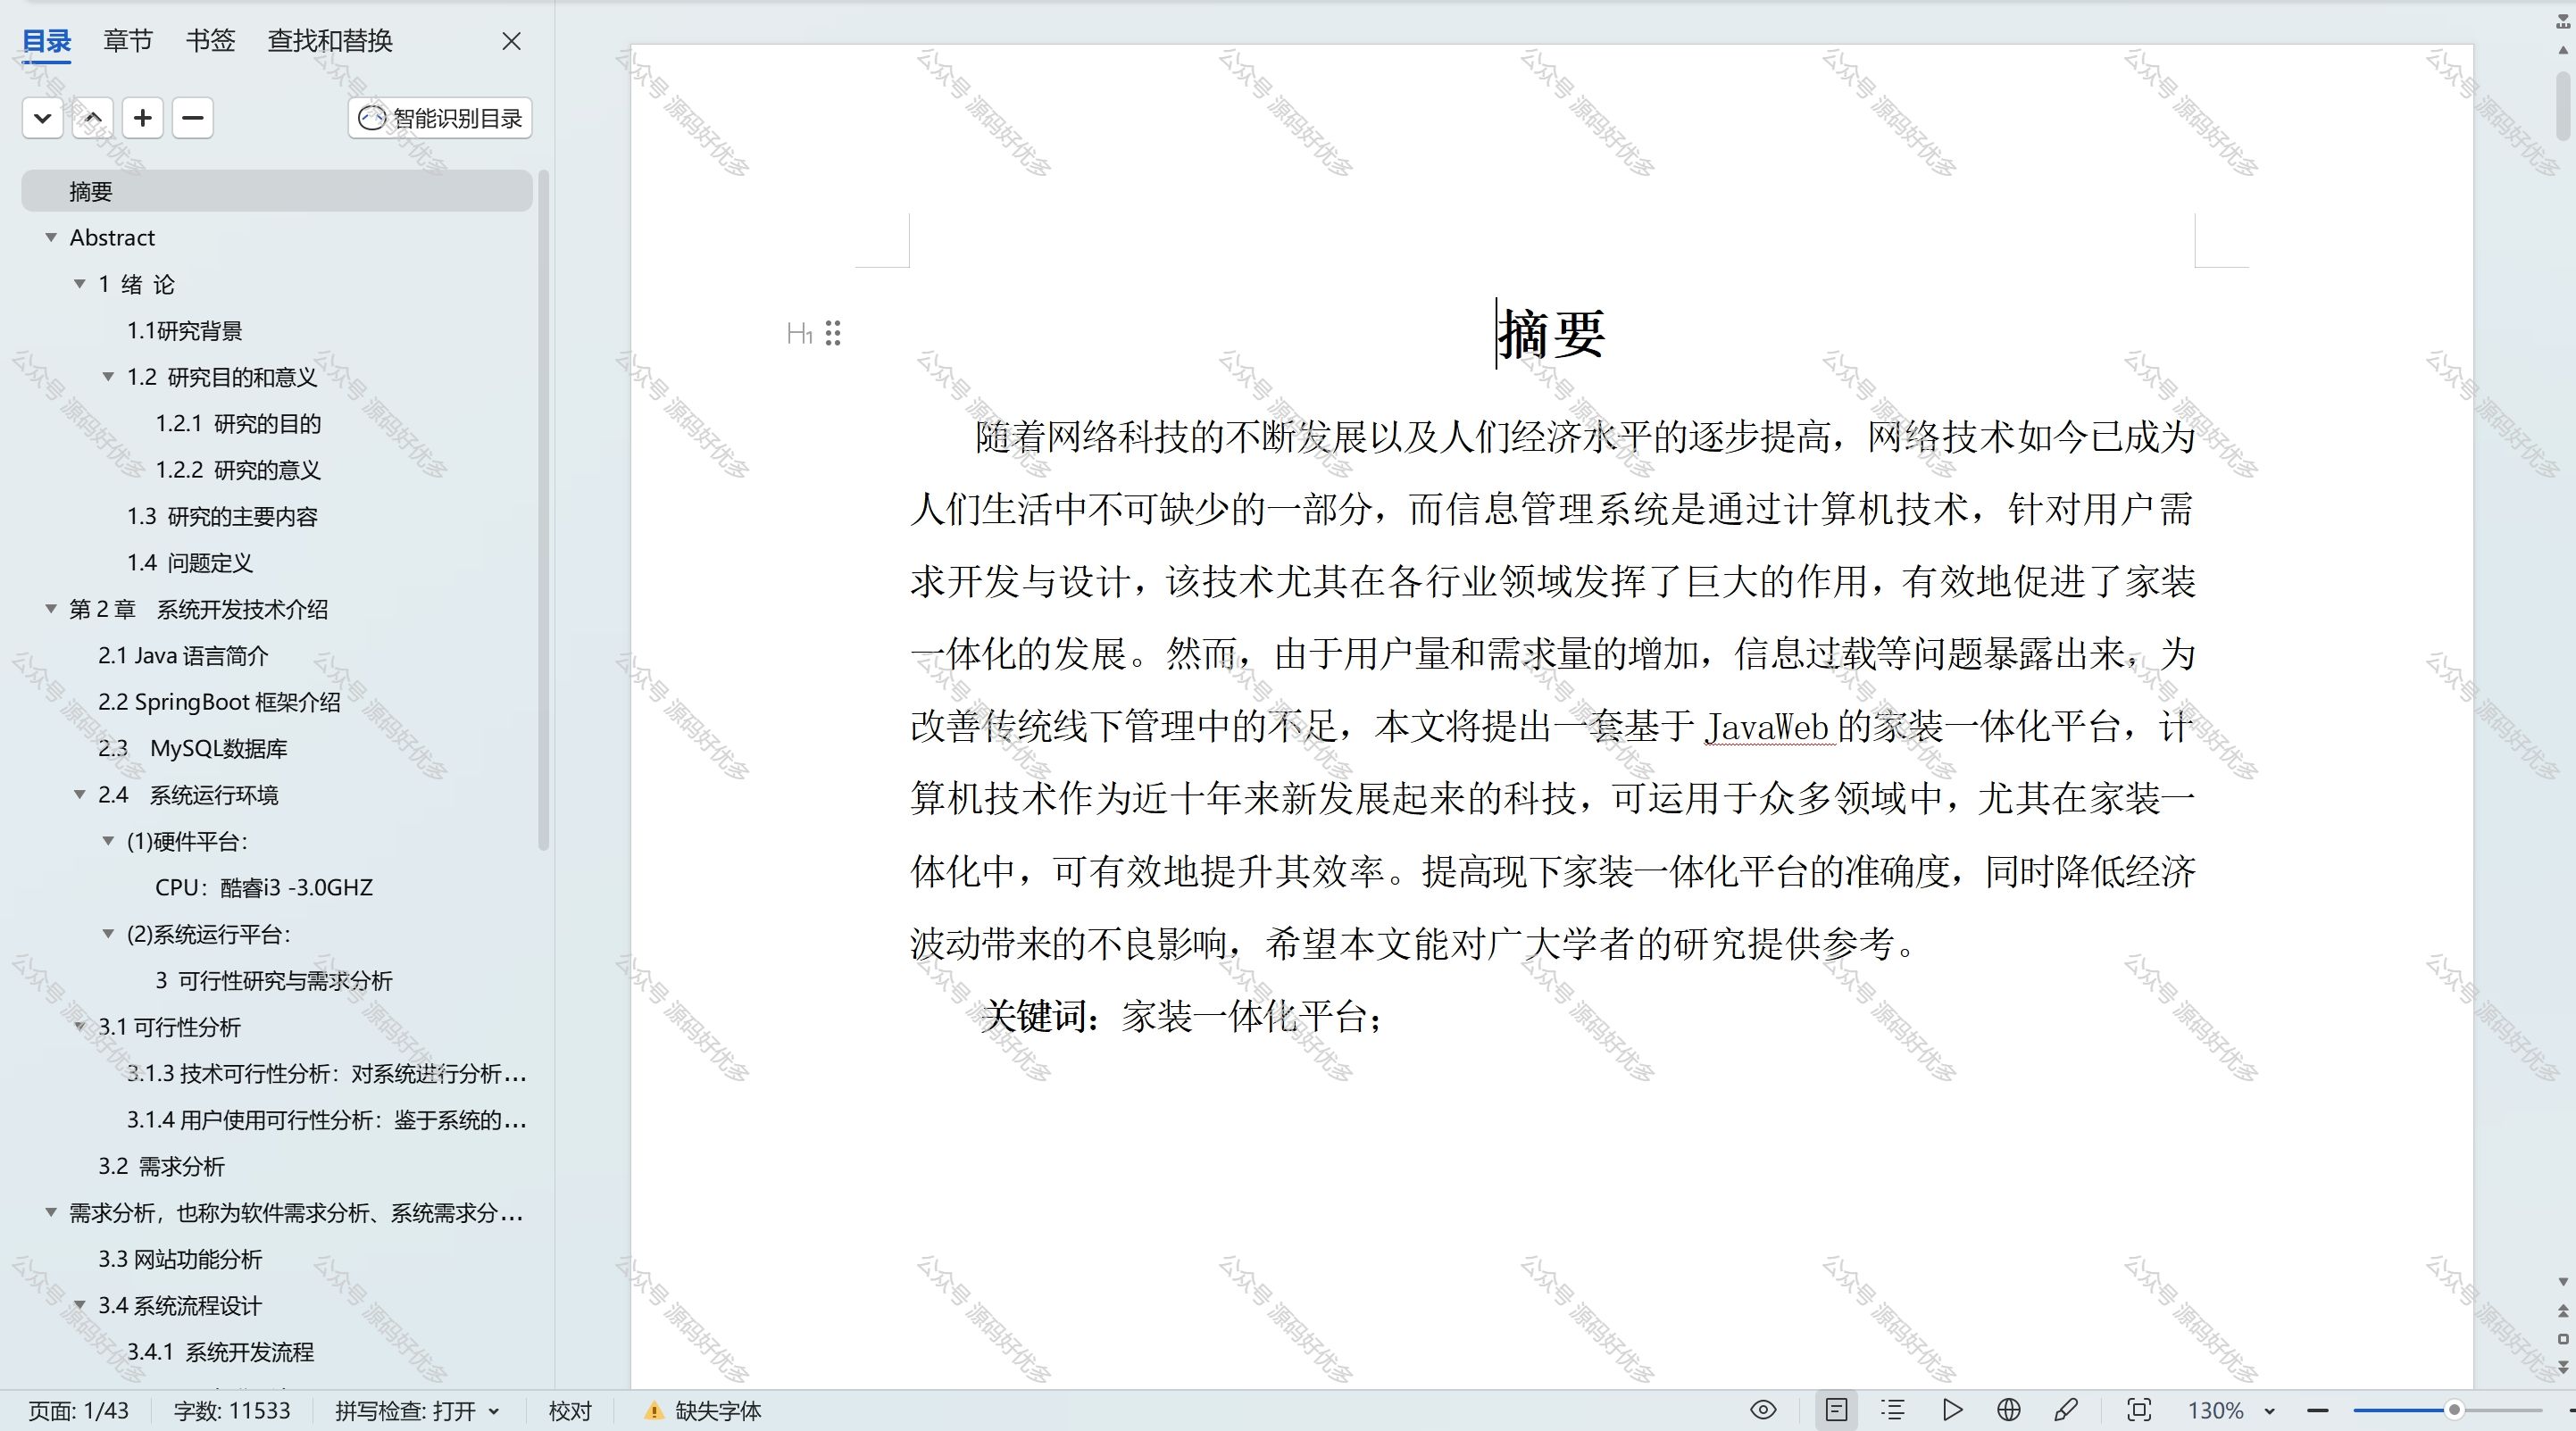 目录 章节 书签 查找和替换
智能识别目录
摘要
Abstract
1 绪 论
1.1研究背景
1.2 研究目的和意义
1.2.1 研究的目的
1.2.2 研究的意义
1.3 研究的主要内容
1.4 问题定义
第 2 章 系统开发技术介绍
2.1 Java 语言简介
2.2 SpringBoot 框架介绍
2.3 MySQL数据库
2.4 系统运行环境
(1)硬件平台：
CPU：酷睿i3 -3.0GHZ
(2)系统运行平台：
3 可行性研究与需求分析
3.1 可行性分析
3.1.3 技术可行性分析：对系统进行分析...
3.1.4 用户使用可行性分析：鉴于系统的...
3.2 需求分析
需求分析，也称为软件需求分析、系统需求分...
3.3 网站功能分析
3.4 系统流程设计
3.4.1 系统开发流程
H1
摘要
随着网络科技的不断发展以及人们经济水平的逐步提高，网络技术如今已成为
人们生活中不可缺少的一部分，而信息管理系统是通过计算机技术，针对用户需
求开发与设计，该技术尤其在各行业领域发挥了巨大的作用，有效地促进了家装
一体化的发展。然而，由于用户量和需求量的增加，信息过载等问题暴露出来，为
改善传统线下管理中的不足，本文将提出一套基于 JavaWeb 的家装一体化平台，计
算机技术作为近十年来新发展起来的科技，可运用于众多领域中，尤其在家装一
体化中，可有效地提升其效率。提高现下家装一体化平台的准确度，同时降低经济
波动带来的不良影响，希望本文能对广大学者的研究提供参考。
关键词：家装一体化平台；
页面: 1/43 字数: 11533 拼写检查: 打开 校对 缺失字体 130%
公众号 源码好优多